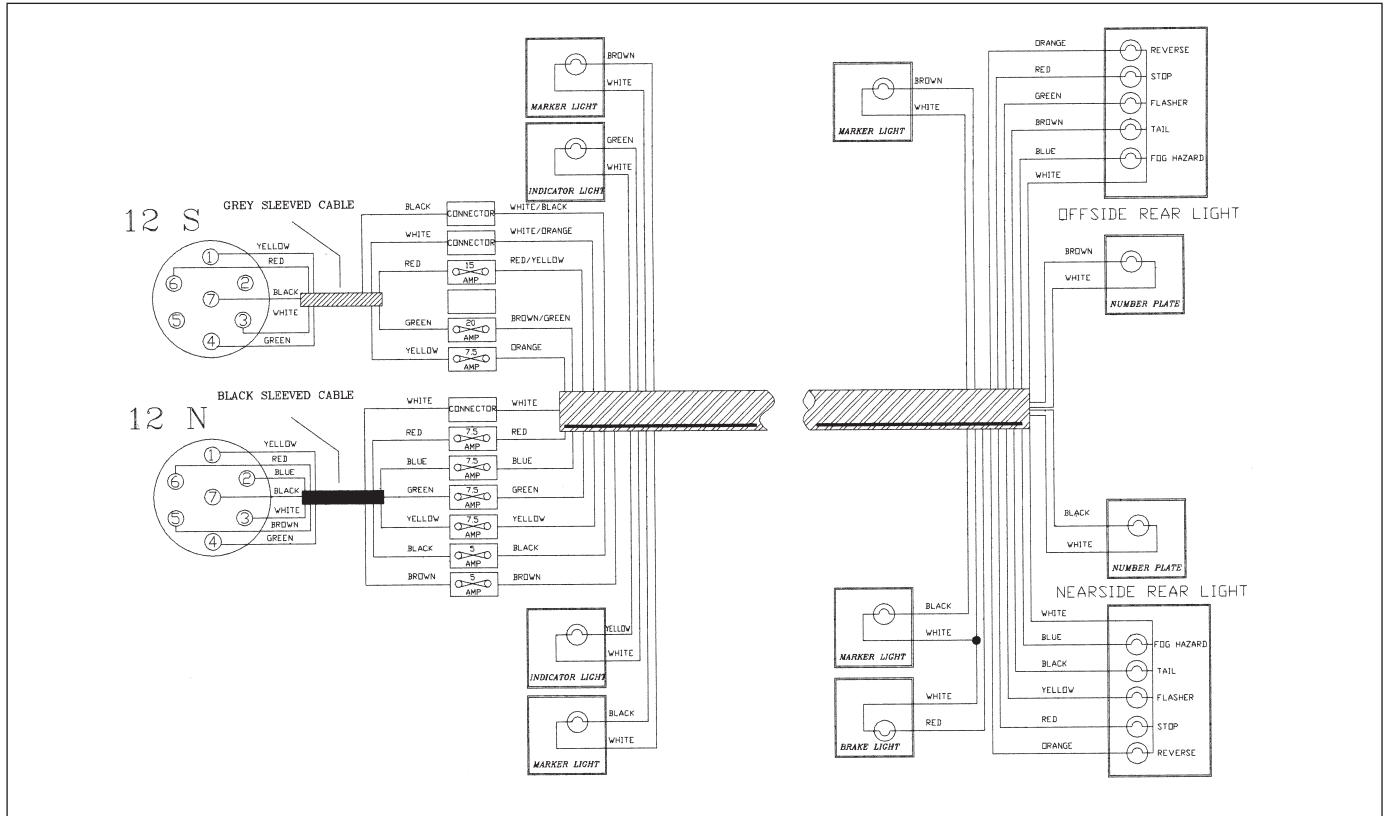 BROWN
WHITE
MARKER LIGHT
GREEN
WHITE
INDICATOR LIGHT
12 S
GREY SLEEVED CABLE
1
2
3
4
5
6
7
YELLOW
RED
BLACK
WHITE
GREEN
BLACK
CONNECTOR
WHITE/BLACK
WHITE
CONNECTOR
WHITE/ORANGE
RED
15
AMP
RED/YELLOW
GREEN
20
AMP
BROWN/GREEN
YELLOW
7.5
AMP
ORANGE
12 N
BLACK SLEEVED CABLE
1
2
3
4
5
6
7
YELLOW
RED
BLUE
BLACK
WHITE
BROWN
GREEN
WHITE
CONNECTOR
WHITE
RED
7.5
AMP
RED
BLUE
7.5
AMP
BLUE
GREEN
7.5
AMP
GREEN
YELLOW
7.5
AMP
YELLOW
BLACK
5
AMP
BLACK
BROWN
5
AMP
BROWN
YELLOW
WHITE
INDICATOR LIGHT
BLACK
WHITE
MARKER LIGHT
BROWN
WHITE
MARKER LIGHT
ORANGE
REVERSE
RED
STOP
GREEN
FLASHER
BROWN
TAIL
BLUE
FOG HAZARD
WHITE
OFFSIDE REAR LIGHT
BROWN
WHITE
NUMBER PLATE
BLACK
WHITE
NUMBER PLATE
NEARSIDE REAR LIGHT
BLACK
WHITE
MARKER LIGHT
WHITE
RED
BRAKE LIGHT
WHITE
BLUE
FOG HAZARD
BLACK
TAIL
YELLOW
FLASHER
RED
STOP
ORANGE
REVERSE